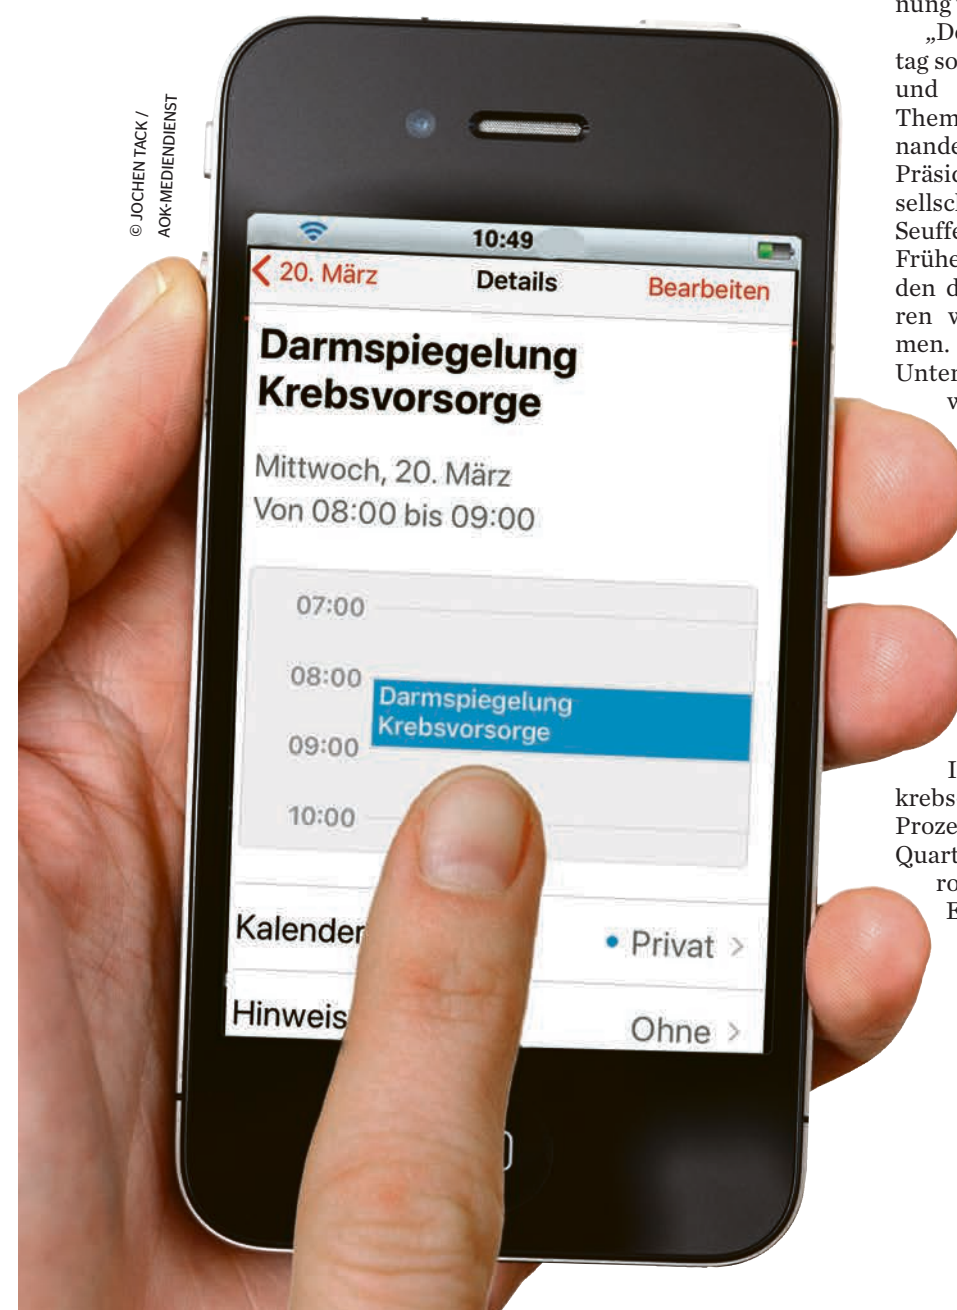 © JOCHEN TACK /
AOK-MEDIENDIENST
10:49
20. März Details Bearbeiten
Darmspiegelung
Krebsvorsorge
Mittwoch, 20. März
Von 08:00 bis 09:00
07:00
08:00
Darmspiegelung
Krebsvorsorge
09:00
10:00
Kalender • Privat >
Hinweis Ohne >
tag
und
men.